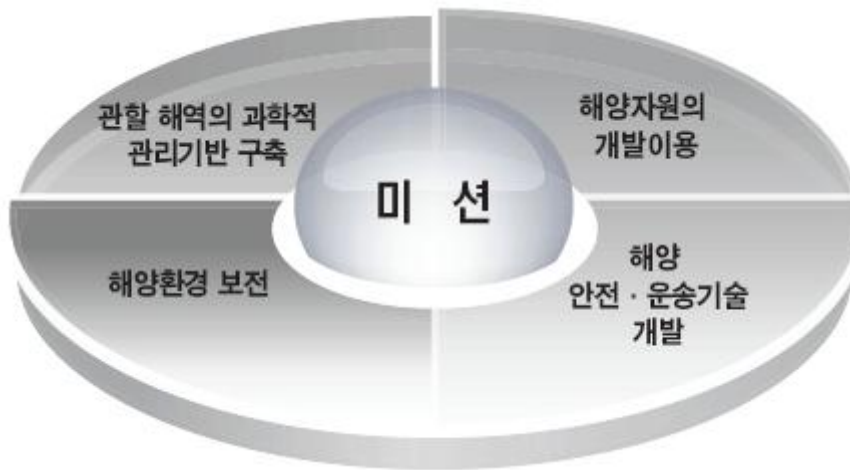 관할 해역의 과학적
관리기반 구축
해양자원의
개발이용
미 션
해양환경 보전
해양
안전 · 운송기술
개발